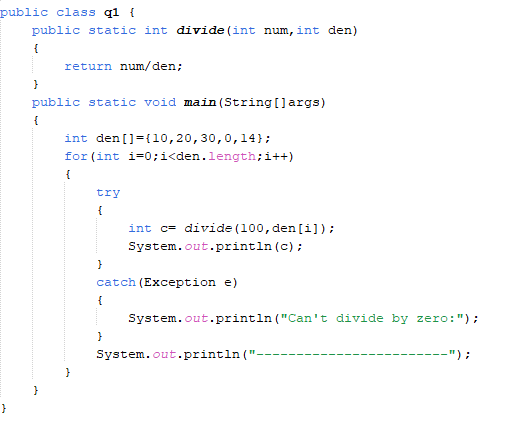 public class q1 {
public static int divide(int num,int den)
{
return num/den;
}
public static void main(String[]args)
{
int den[]={10,20,30,0,14};
for(int i=0;i<den.length;i++)
{
try
{
int c= divide(100,den[i]);
System.out.println(c);
}
catch(Exception e)
{
System.out.println("Can't divide by zero:");
}
System.out.println("------------------------");
}
}
}